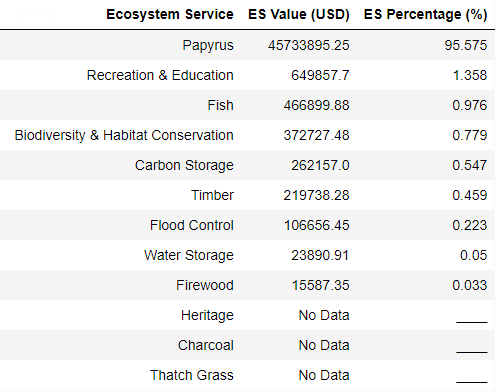 Ecosystem Service ES Value (USD) ES Percentage (%)
Papyrus 45733895.25 95.575
Recreation & Education 649857.7 1.358
Fish 466899.88 0.976
Biodiversity & Habitat Conservation 372727.48 0.779
Carbon Storage 262157.0 0.547
Timber 219738.28 0.459
Flood Control 106656.45 0.223
Water Storage 23890.91 0.05
Firewood 15587.35 0.033
Heritage No Data ____
Charcoal No Data ____
Thatch Grass No Data ____